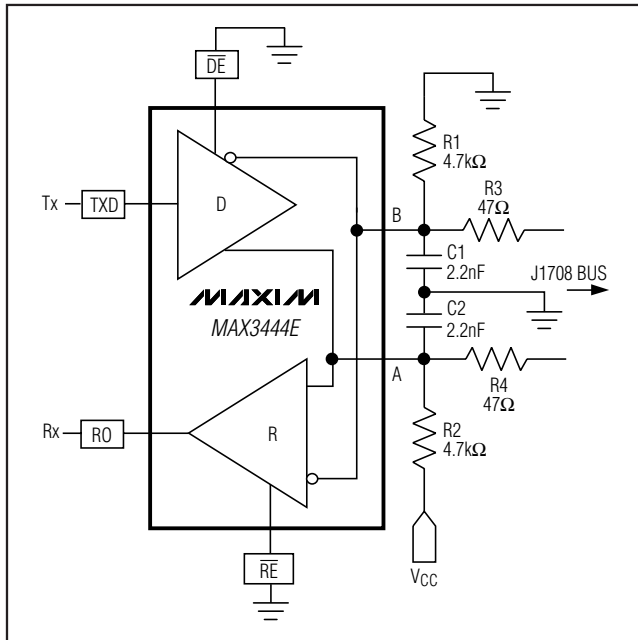 DE
R1
4.7kΩ
R3
47Ω
Tx
TXD
D
B
C1
2.2nF
J1708 BUS
MAXIM
MAX3444E
C2
2.2nF
A
R4
47Ω
Rx
RO
R
R2
4.7kΩ
RE
VCC